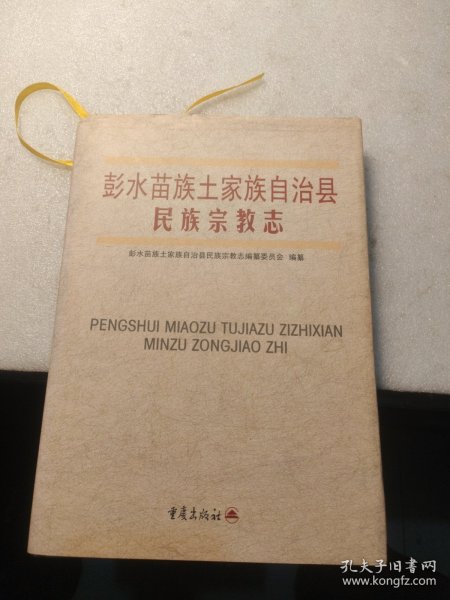 彭水苗族土家族自治县
民族宗教志
彭水苗族土家族自治县民族宗教志编纂委员会 编纂
PENGSHUI MIAOZU TUJIAZU ZIZHIXIAN
MINZU ZONGJIAO ZHI
重庆出版社
孔夫子旧书网
www.kongfz.com